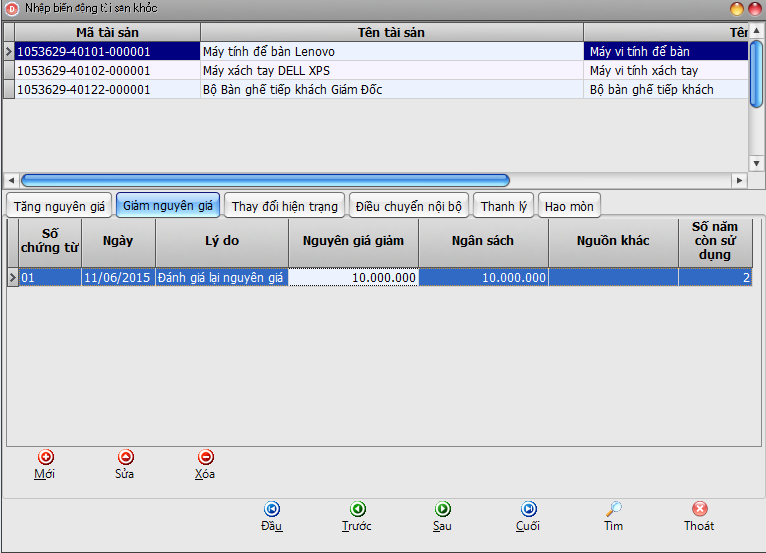 Nhập biến động tài sản khác
Mã tài sản Tên tài sản Tên
1053629-40101-000001 Máy tính để bàn Lenovo Máy vi tính để bàn
1053629-40102-000001 Máy xách tay DELL XPS Máy vi tính xách tay
1053629-40122-000001 Bộ Bàn ghế tiếp khách Giám Đốc Bộ bàn ghế tiếp khách
Tăng nguyên giá Giảm nguyên giá Thay đổi hiện trạng Điều chuyển nội bộ Thanh lý Hao mòn
Số chứng từ Ngày Lý do Nguyên giá giảm Ngân sách Nguồn khác Số năm còn sử dụng
01 11/06/2015 Đánh giá lại nguyên giá 10.000.000 10.000.000 2
Mới Sửa Xóa
Đầu Trước Sau Cuối Tìm Thoát